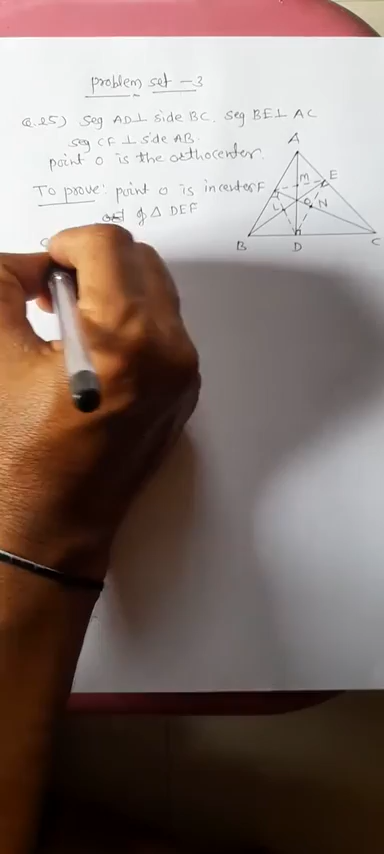 problem set - 3
Q.25) seg AD⊥ side BC, seg BE⊥ AC
seg CF ⊥ side AB.
point O is the orthocenter.
To prove: point O is incenter
of △ DEF
A
M
E
F
L
O
N
B
D
C